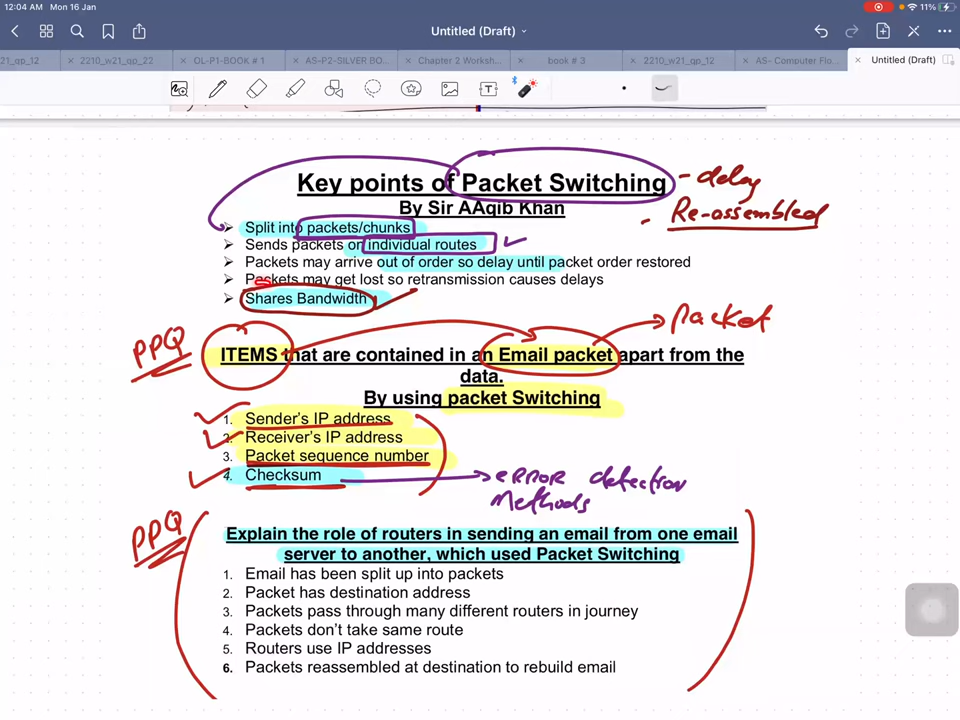 12:04 AM Mon 16 Jan
11%
Untitled (Draft)
21_qp_12
2210_w21_qp_22
OL-P1-BOOK # 1
AS-P2-SILVER BO...
Chapter 2 Worksh...
book # 3
2210_w21_qp_12
AS- Computer Flo...
Untitled (Draft)
Key points of Packet Switching
- delay
By Sir AAqib Khan
- Re-assembled
Split into packets/chunks
Sends packets on individual routes
Packets may arrive out of order so delay until packet order restored
Packets may get lost so retransmission causes delays
Shares Bandwidth
Packet
PPQ
ITEMS that are contained in an Email packet apart from the
data.
By using packet Switching
1. Sender's IP address
2. Receiver's IP address
3. Packet sequence number
4. Checksum
ERROR detection
Methods
PPQ
Explain the role of routers in sending an email from one email
server to another, which used Packet Switching
1. Email has been split up into packets
2. Packet has destination address
3. Packets pass through many different routers in journey
4. Packets don't take same route
5. Routers use IP addresses
6. Packets reassembled at destination to rebuild email